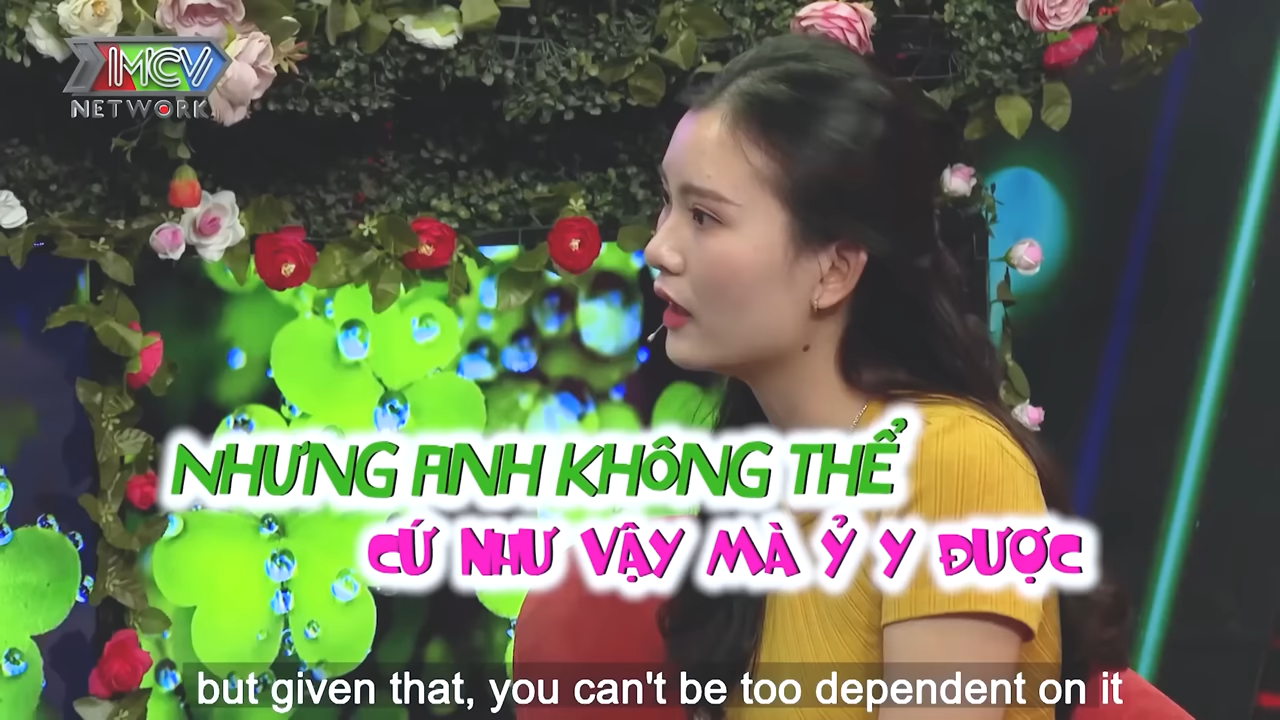 MCV
NETWORK
NHƯNG ANH KHÔNG THỂ
CỨ NHƯ VẬY MÀ Ỷ Y ĐƯỢC
but given that, you can't be too dependent on it